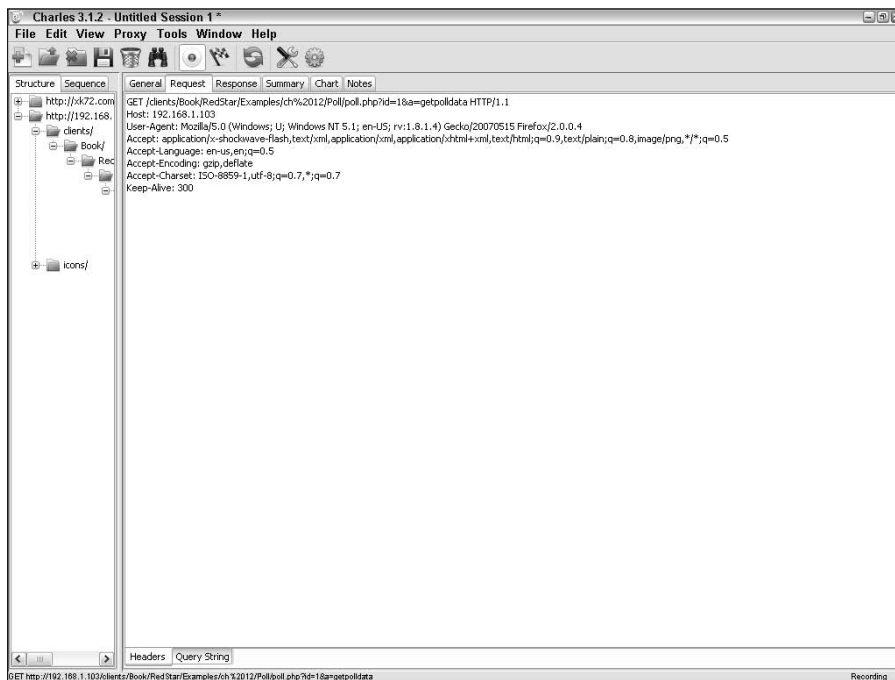 Charles 3.1.2 - Untitled Session 1 *
File Edit View Proxy Tools Window Help
Structure Sequence
General Request Response Summary Chart Notes
http://xk72.com
http://192.168.
clients/
Book/
Rec
icons/
GET /clients/Book/RedStar/Examples/ch%2012/Poll/poll.php?id=1&a=getpolldata HTTP/1.1
Host: 192.168.1.103
User-Agent: Mozilla/5.0 (Windows; U; Windows NT 5.1; en-US; rv:1.8.1.4) Gecko/20070515 Firefox/2.0.0.4
Accept: application/x-shockwave-flash,text/xml,application/xml,application/xhtml+xml,text/html;q=0.9,text/plain;q=0.8,image/png,*/*;q=0.5
Accept-Language: en-us,en;q=0.5
Accept-Encoding: gzip,deflate
Accept-Charset: ISO-8859-1,utf-8;q=0.7,*;q=0.7
Keep-Alive: 300
Headers Query String
GET http://192.168.1.103/clients/Book/RedStar/Examples/ch%2012/Poll/poll.php?id=1&a=getpolldata
Recording